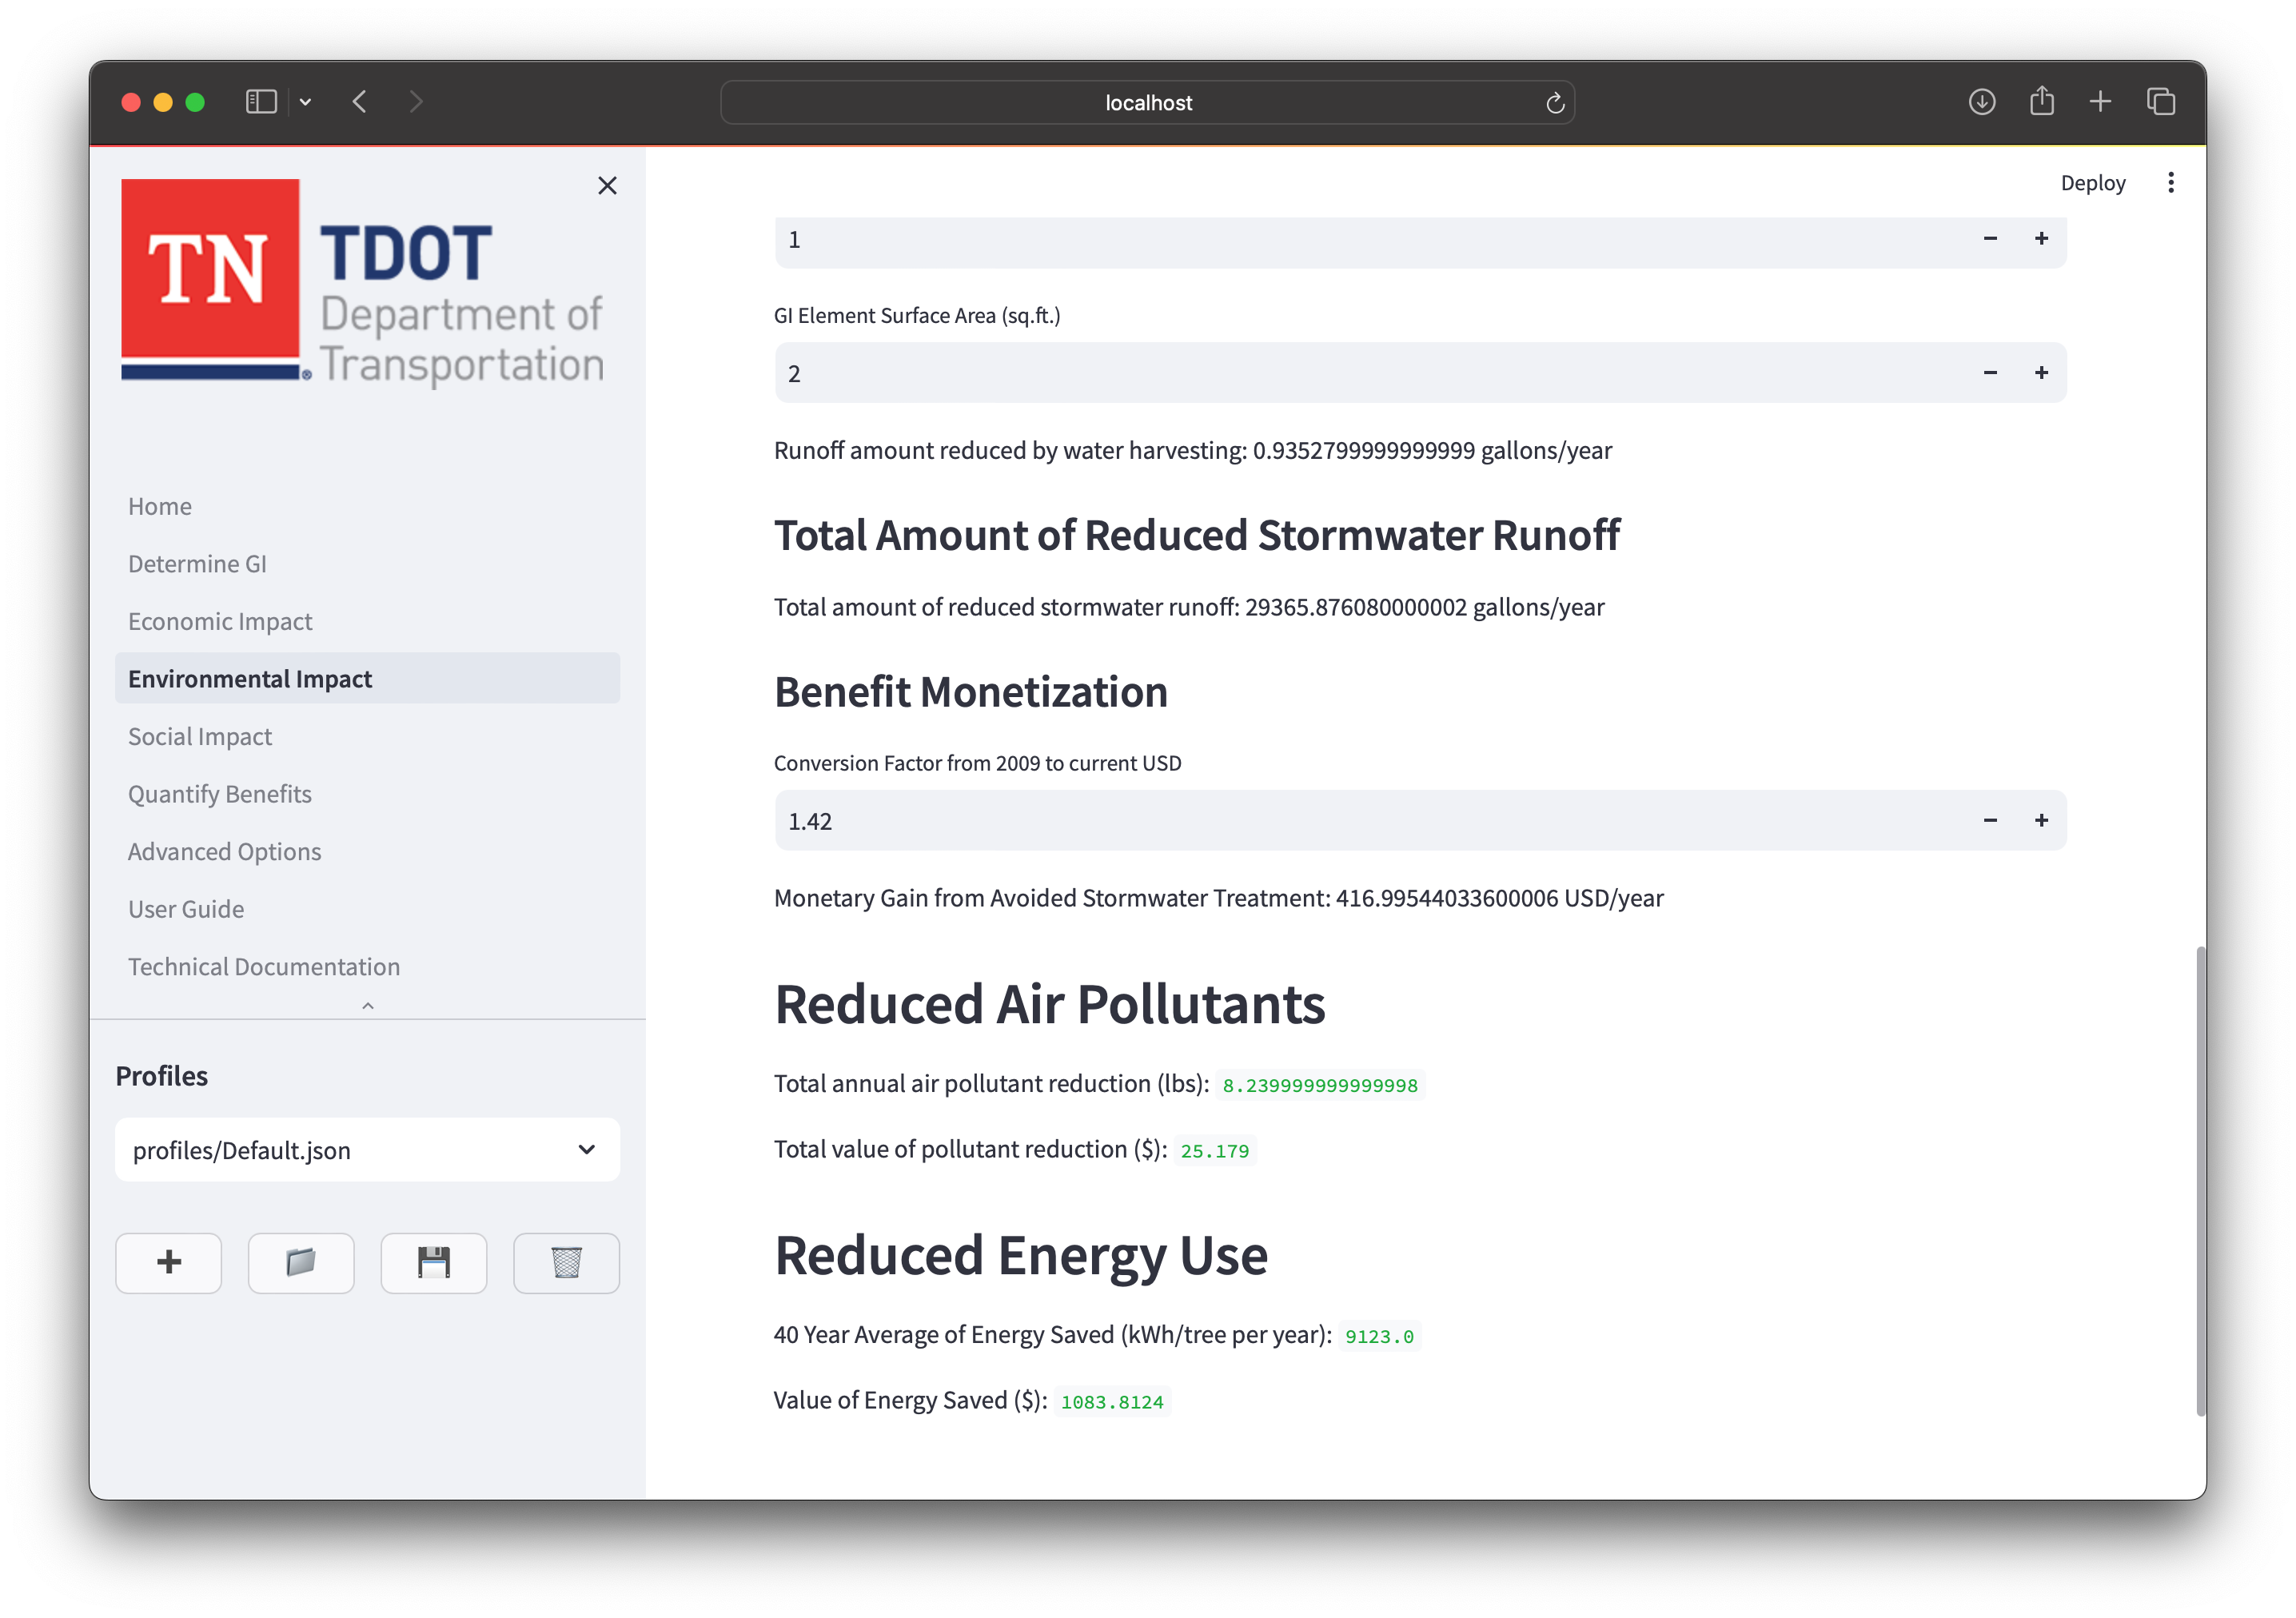 localhost
TN
TDOT
Department of
Transportation
®
Home
Determine GI
Economic Impact
Environmental Impact
Social Impact
Quantify Benefits
Advanced Options
User Guide
Technical Documentation
Profiles
profiles/Default.json
Deploy
1
GI Element Surface Area (sq.ft.)
2
Runoff amount reduced by water harvesting: 0.9352799999999999 gallons/year
Total Amount of Reduced Stormwater Runoff
Total amount of reduced stormwater runoff: 29365.876080000002 gallons/year
Benefit Monetization
Conversion Factor from 2009 to current USD
1.42
Monetary Gain from Avoided Stormwater Treatment: 416.99544033600006 USD/year
Reduced Air Pollutants
Total annual air pollutant reduction (lbs): 8.239999999999998
Total value of pollutant reduction ($): 25.179
Reduced Energy Use
40 Year Average of Energy Saved (kWh/tree per year): 9123.0
Value of Energy Saved ($): 1083.8124